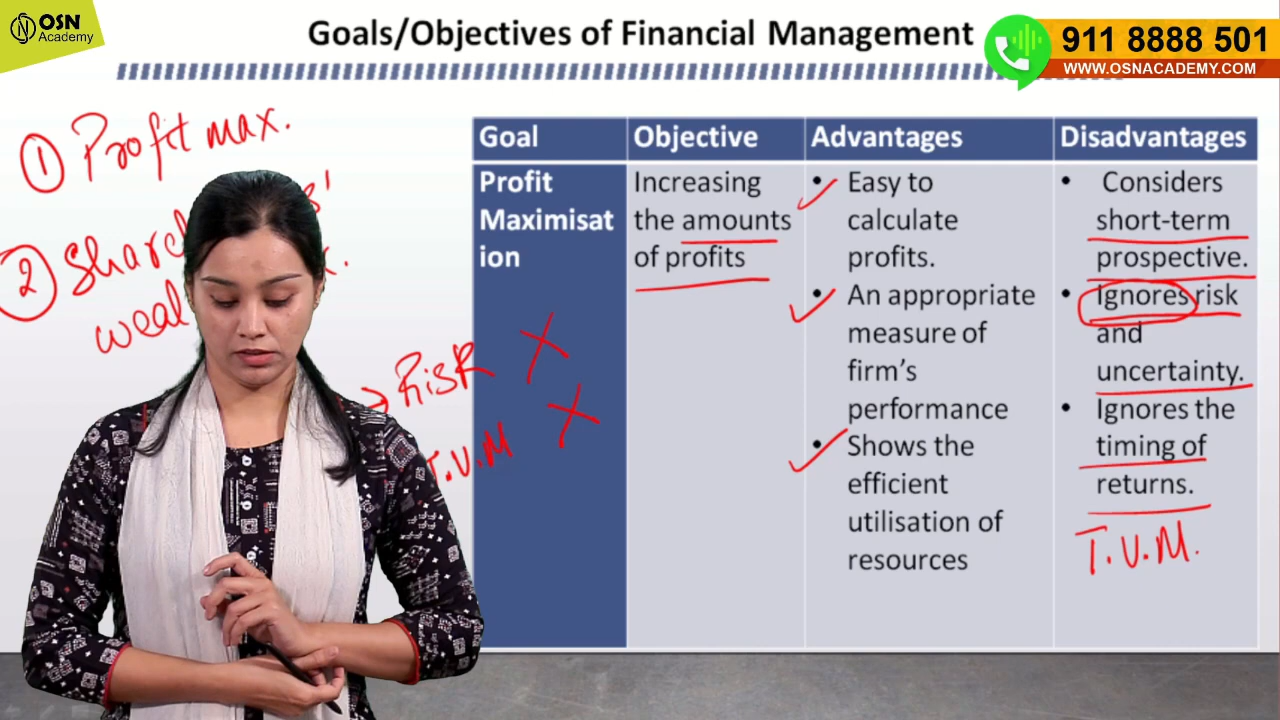 OSN
Academy
Goals/Objectives of Financial Management
911 8888 501
WWW.OSNACADEMY.COM
① Profit max.
②
Risk X
T.V.M X
Goal
Objective
Advantages
Disadvantages
Profit
Maximisat
ion
Increasing
the amounts
of profits
• Easy to
calculate
profits.
• An appropriate
measure of
firm's
performance
• Shows the
efficient
utilisation of
resources
• Considers
short-term
prospective.
• Ignores risk
and
uncertainty.
• Ignores the
timing of
returns.
T.V.M.